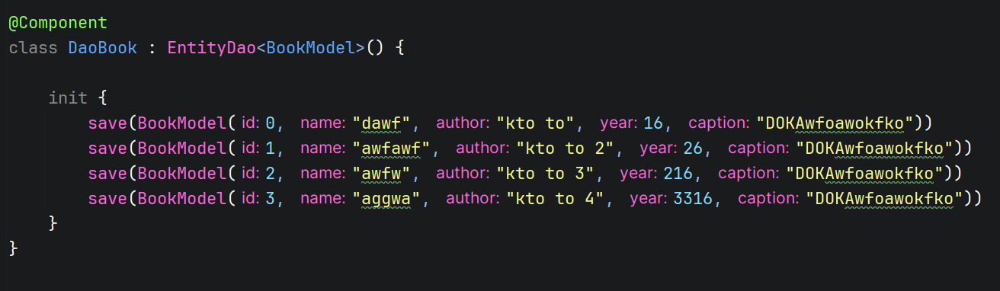 @Component
class DaoBook : EntityDao<BookModel>() {
init {
save(BookModel( id: 0, name: "dawf", author: "kto to", year: 16, caption: "DOKAwfoawokfko"))
save(BookModel( id: 1, name: "awfawf", author: "kto to 2", year: 26, caption: "DOKAwfoawokfko"))
save(BookModel( id: 2, name: "awfw", author: "kto to 3", year: 216, caption: "DOKAwfoawokfko"))
save(BookModel( id: 3, name: "aggwa", author: "kto to 4", year: 3316, caption: "DOKAwfoawokfko"))
}
}